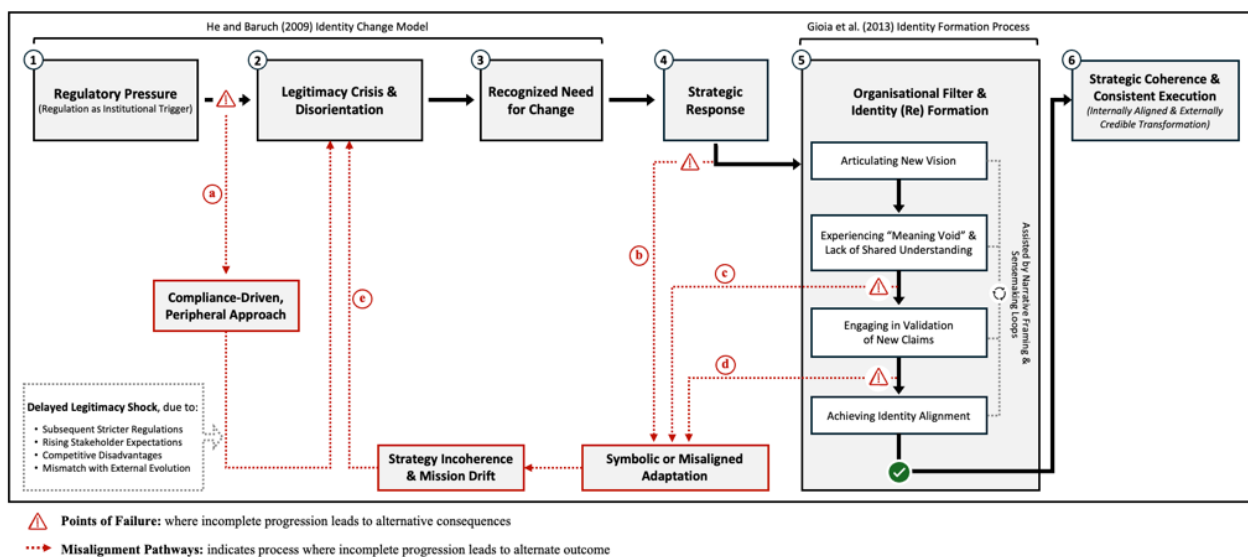 He and Baruch (2009) Identity Change Model
Gioia et al. (2013) Identity Formation Process
1
Regulatory Pressure
(Regulation as Institutional Trigger)
2
Legitimacy Crisis &
Disorientation
3
Recognized Need
for Change
4
Strategic
Response
5
Organisational Filter &
Identity (Re) Formation
6
Strategic Coherence &
Consistent Execution
(Internally Aligned & Externally
Credible Transformation)
Articulating New Vision
Experiencing “Meaning Void” &
Lack of Shared Understanding
Engaging in Validation
of New Claims
Achieving Identity Alignment
Assisted by Narrative Framing &
Sensemaking Loops
a
b
c
d
e
Compliance-Driven,
Peripheral Approach
Delayed Legitimacy Shock, due to:
• Subsequent Stricter Regulations
• Rising Stakeholder Expectations
• Competitive Disadvantages
• Mismatch with External Evolution
Strategy Incoherence
& Mission Drift
Symbolic or Misaligned
Adaptation
Points of Failure: where incomplete progression leads to alternative consequences
Misalignment Pathways: indicates process where incomplete progression leads to alternate outcome